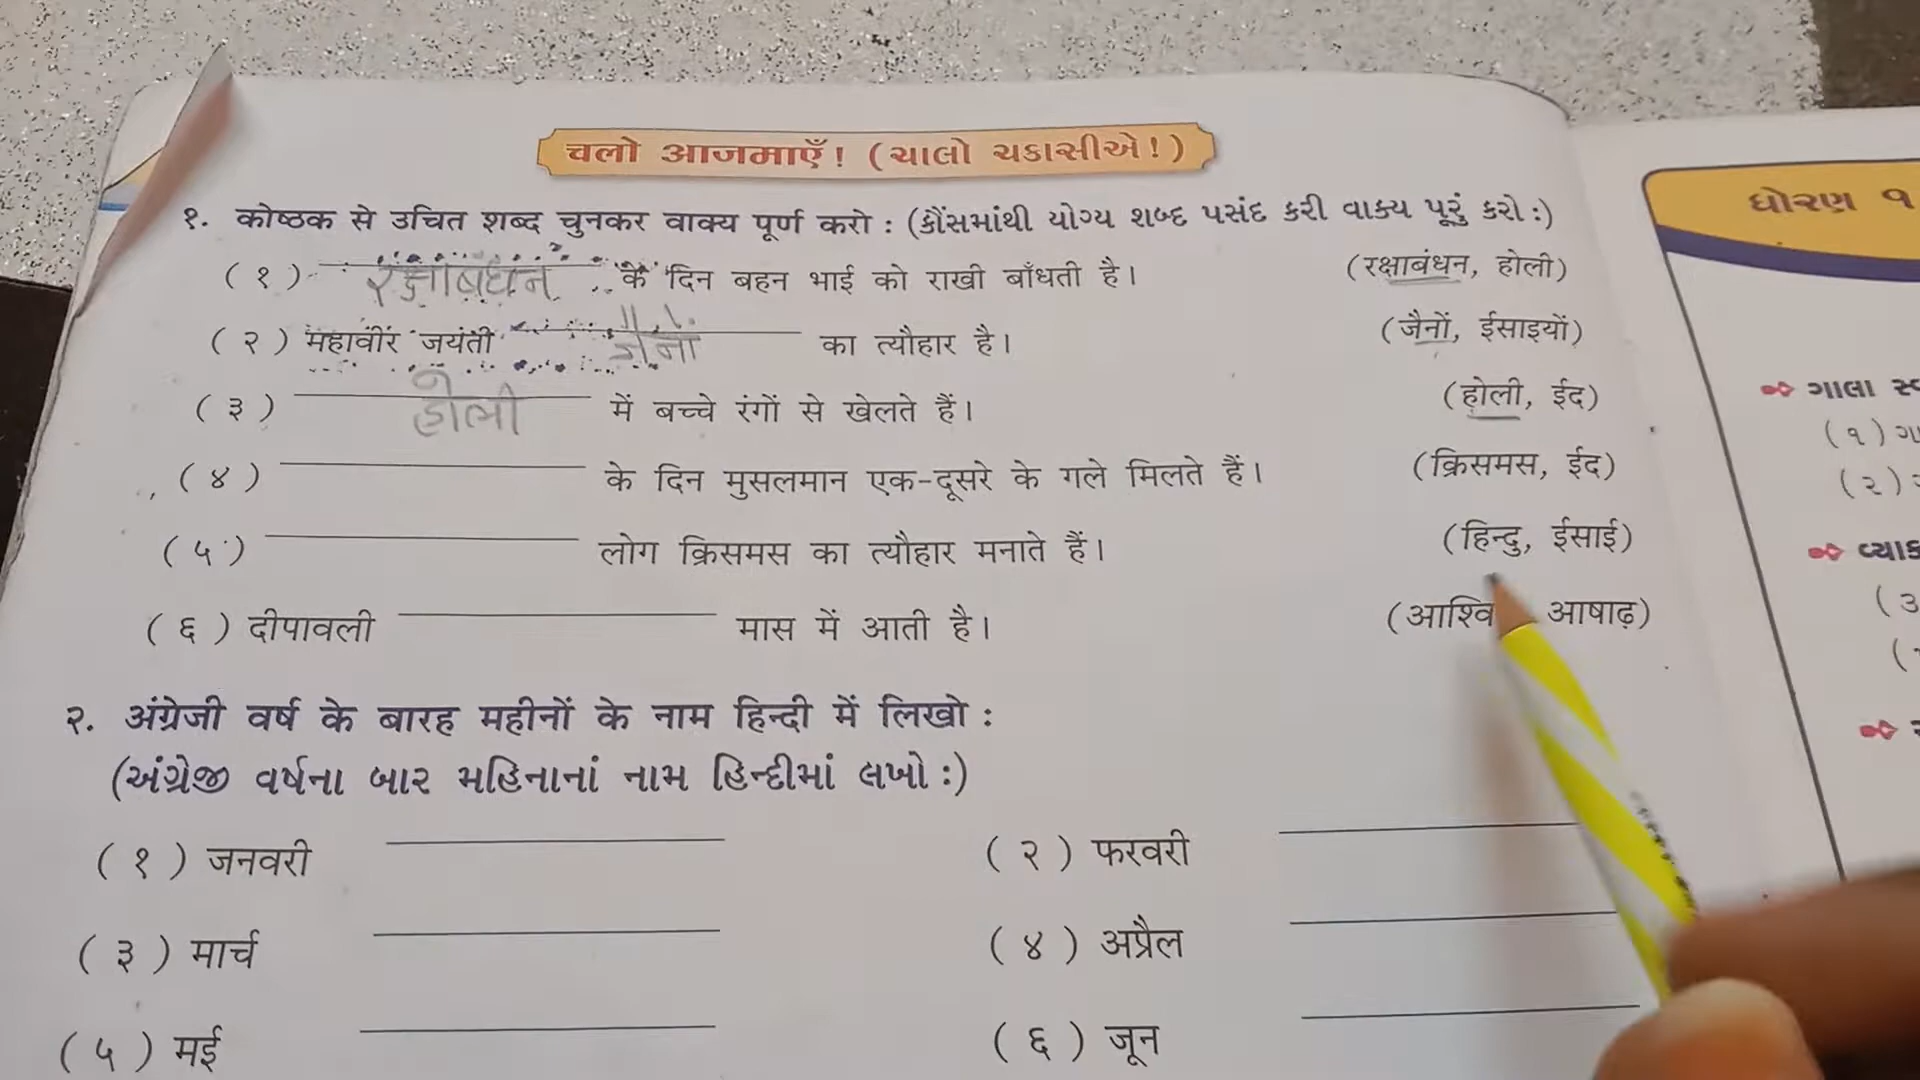 चलो आजमाएँ! (ચાલો ચકાસીએ!)
१. कोष्ठक से उचित शब्द चुनकर वाक्य पूर्ण करो : (કૌંસમાંથી યોગ્ય શબ્દ પસંદ કરી વાક્ય પૂરું કરો :)
( १ ) रक्षाबंधन के दिन बहन भाई को राखी बाँधती है। (रक्षाबंधन, होली)
( २ ) महावीर जयंती जैनो का त्यौहार है। (जैनों, ईसाइयों)
( ३ ) होली में बच्चे रंगों से खेलते हैं। (होली, ईद)
( ४ ) के दिन मुसलमान एक-दूसरे के गले मिलते हैं। (क्रिसमस, ईद)
( ५ ) लोग क्रिसमस का त्यौहार मनाते हैं। (हिन्दु, ईसाई)
( ६ ) दीपावली मास में आती है। आषाढ़)
२. अंग्रेजी वर्ष के बारह महीनों के नाम हिन्दी में लिखो :
(અંગ્રેજી વર્ષના બાર મહિનાનાં નામ હિન્દીમાં લખો :)
( १ ) जनवरी ( २ ) फरवरी
( ३ ) मार्च ( ४ ) अप्रैल
( ५ ) मई ( ६ ) जून
ધોરણ ૧
ગાલા
( ૧ )
( ૨ )